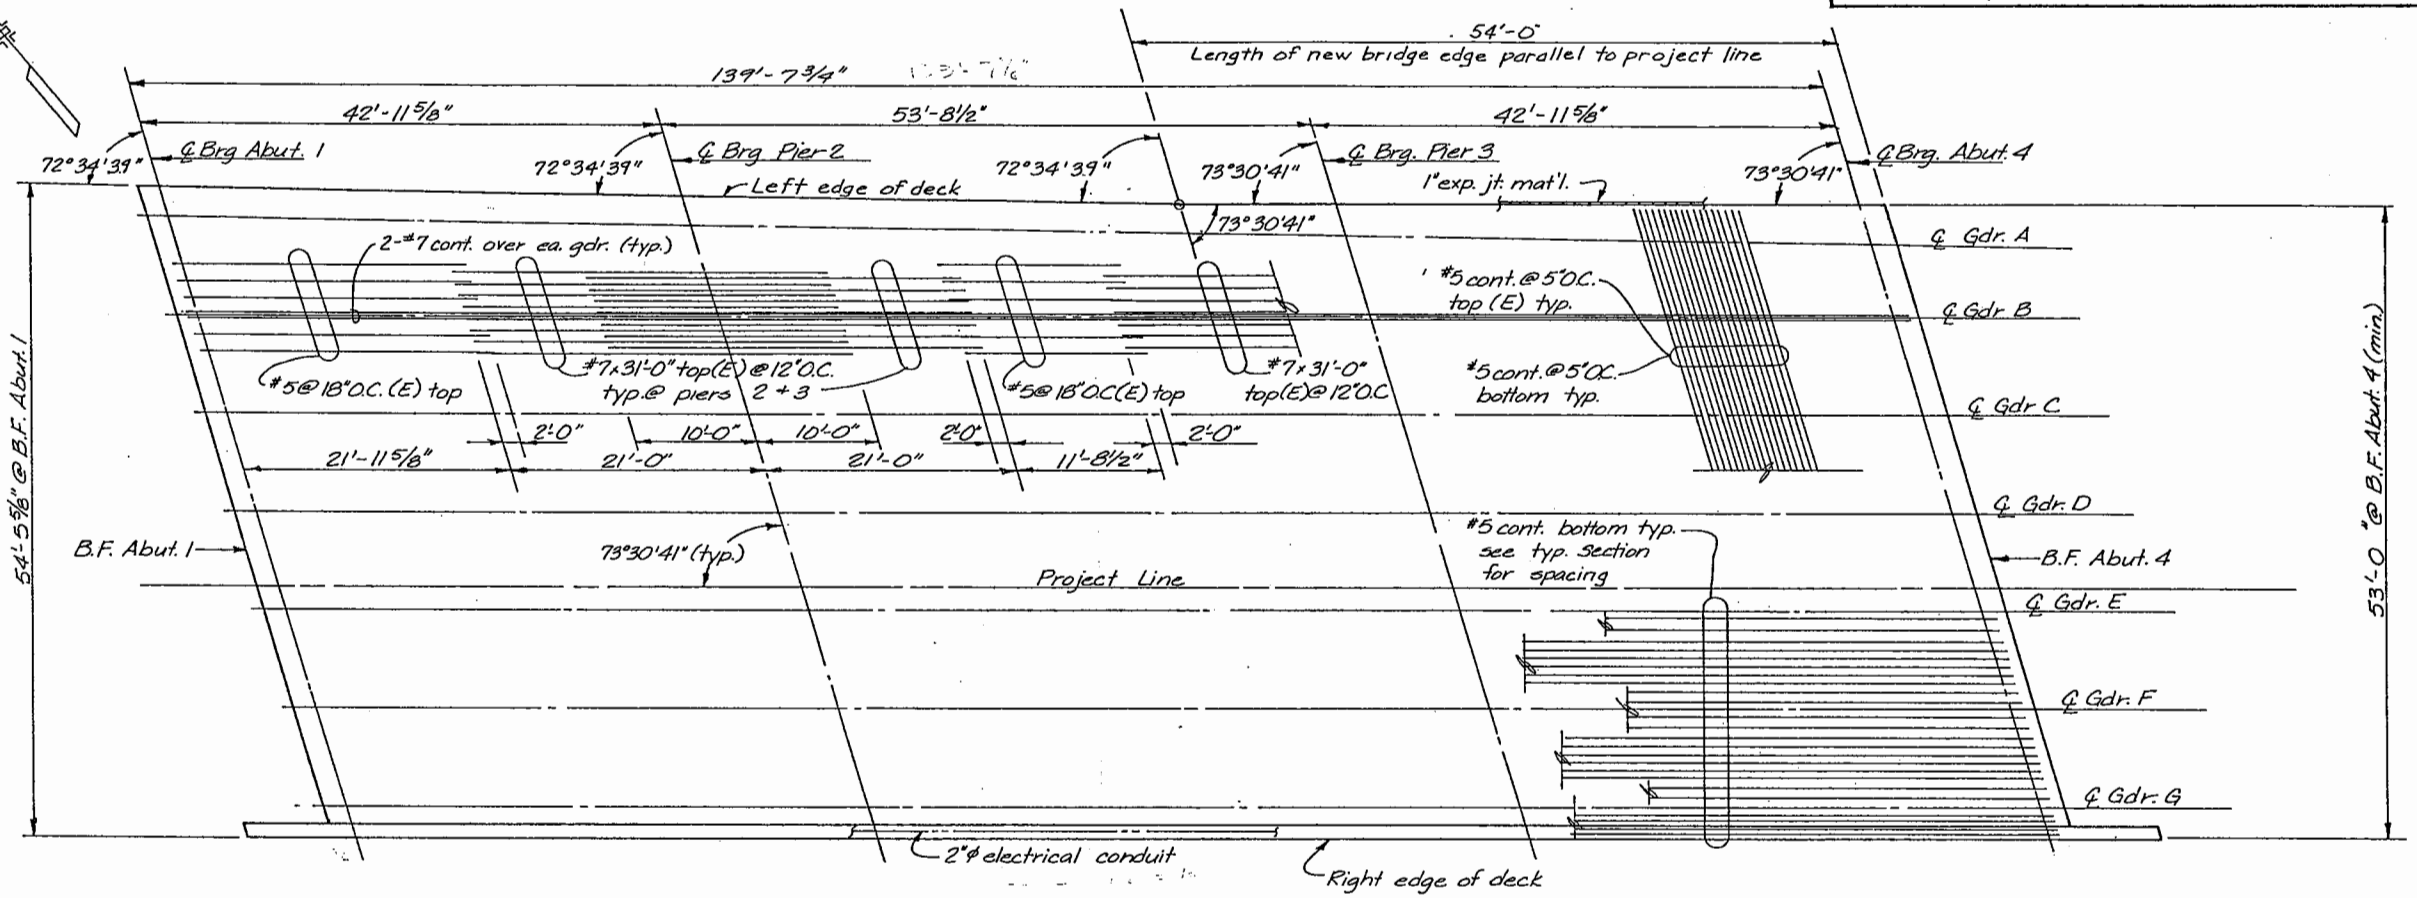 54'-0"
Length of new bridge edge parallel to project line
139'-7 3/4"
42'-11 5/8"
53'-8 1/2"
42'-11 5/8"
72°34'39"
℄ Brg Abut. 1
72°34'39"
℄ Brg Pier 2
72°34'39"
73°30'41"
℄ Brg. Pier 3
73°30'41"
℄ Brg. Abut. 4
Left edge of deck
1" exp. jt. mat'l.
73°30'41"
2-#7 cont. over ea. gdr. (typ.)
℄ Gdr. A
#5 cont. @ 5" O.C.
top (E) typ.
℄ Gdr B
#5 @ 18" O.C. (E) top
#7 x 31'-0" top (E) @ 12" O.C.
typ. @ piers 2 + 3
#5 @ 18" O.C. (E) top
#7 x 31'-0"
top (E) @ 12" O.C.
#5 cont. @ 5" O.C.
bottom typ.
℄ Gdr C
2'-0"
10'-0"
10'-0"
2'-0"
2'-0"
21'-11 5/8"
21'-0"
21'-0"
11'-8 1/2"
54'-5 5/8" @ B.F. Abut. 1
53'-0" @ B.F. Abut. 4 (min.)
℄ Gdr. D
B.F. Abut. 1
73°30'41" (typ.)
#5 cont. bottom typ.
see typ. section
for spacing
B.F. Abut. 4
Project Line
℄ Gdr. E
℄ Gdr. F
℄ Gdr. G
2"φ electrical conduit
Right edge of deck